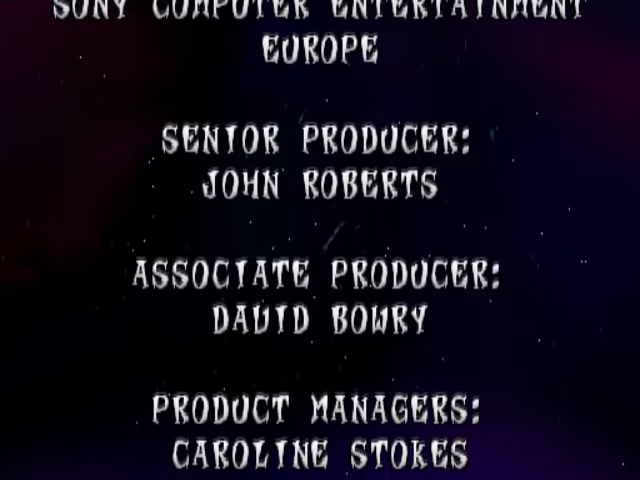 SONY COMPUTER ENTERTAINMENT
EUROPE
SENIOR PRODUCER:
JOHN ROBERTS
ASSOCIATE PRODUCER:
DAVID BOWRY
PRODUCT MANAGERS:
CAROLINE STOKES